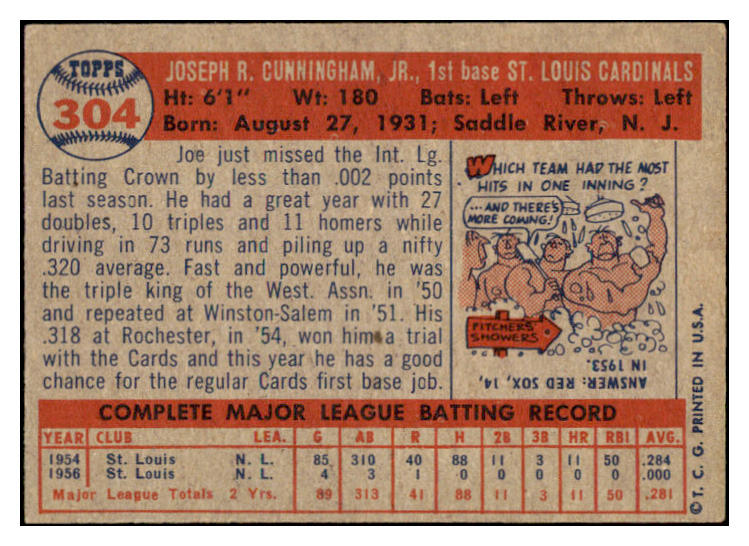 TOPPS
304
JOSEPH R. CUNNINGHAM, JR., 1st base ST. LOUIS CARDINALS
Ht: 6'1" Wt: 180 Bats: Left Throws: Left
Born: August 27, 1931; Saddle River, N. J.
Joe just missed the Int. Lg.
Batting Crown by less than .002 points
last season. He had a great year with 27
doubles, 10 triples and 11 homers while
driving in 73 runs and piling up a nifty
.320 average. Fast and powerful, he was
the triple king of the West. Assn. in '50
and repeated at Winston-Salem in '51. His
.318 at Rochester, in '54, won him a trial
with the Cards and this year he has a good
chance for the regular Cards first base job.
WHICH TEAM HAD THE MOST
HITS IN ONE INNING?
...AND THERE'S
MORE COMING!
PITCHERS'
SHOWERS
ANSWER: RED SOX, 14,
IN 1953.
COMPLETE MAJOR LEAGUE BATTING RECORD
YEAR CLUB LEA. G AB R H 2B 3B HR RBI AVG.
1954 St. Louis N. L. 85 310 40 88 11 3 11 50 .284
1956 St. Louis N. L. 4 3 1 0 0 0 0 0 .000
Major League Totals 2 Yrs. 89 313 41 88 11 3 11 50 .281
© T. C. G. PRINTED IN U.S.A.